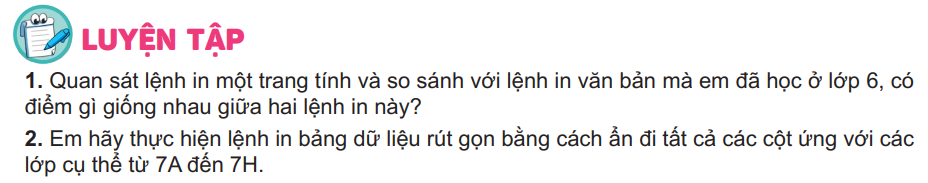 LUYỆN TẬP
1. Quan sát lệnh in một trang tính và so sánh với lệnh in văn bản mà em đã học ở lớp 6, có
điểm gì giống nhau giữa hai lệnh in này?
2. Em hãy thực hiện lệnh in bảng dữ liệu rút gọn bằng cách ẩn đi tất cả các cột ứng với các
lớp cụ thể từ 7A đến 7H.